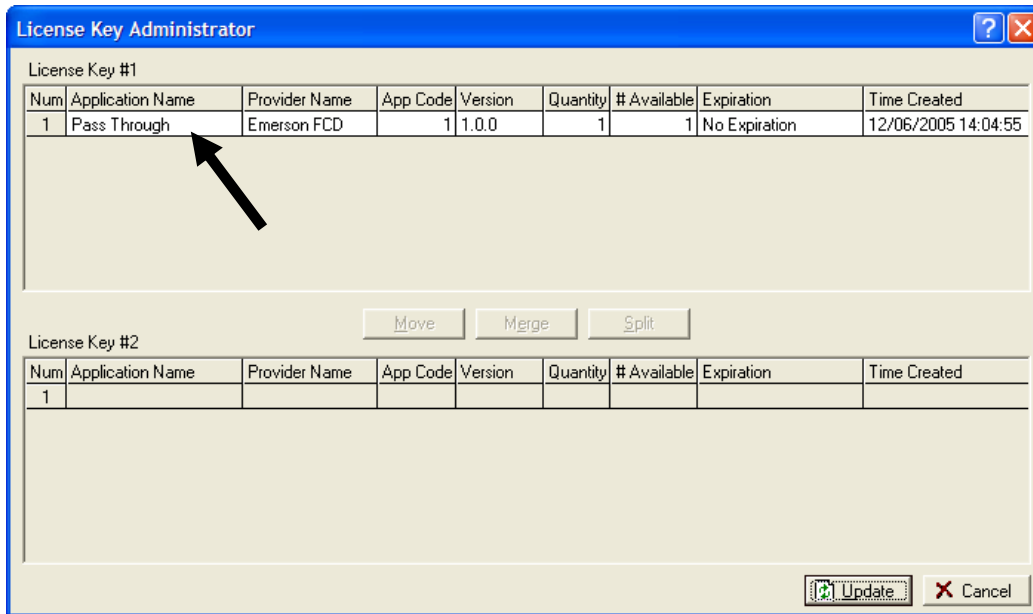 License Key Administrator
License Key #1
Num Application Name Provider Name App Code Version Quantity # Available Expiration Time Created
1 Pass Through Emerson FCD 1 1.0.0 1 1 No Expiration 12/06/2005 14:04:55
Move Merge Split
License Key #2
Num Application Name Provider Name App Code Version Quantity # Available Expiration Time Created
1
Update Cancel